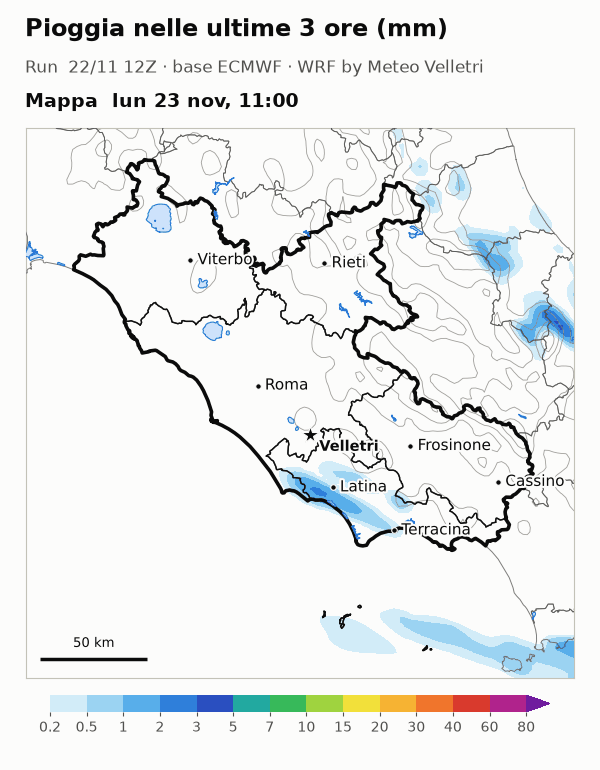 Pioggia nelle ultime 3 ore (mm)
Run  22/11 12Z · base ECMWF · WRF by Meteo Velletri
Mappa  lun 23 nov, 11:00
Viterbo
Rieti
Roma
Velletri
Frosinone
Latina
Cassino
Terracina
50 km
0.2 0.5 1 2 3 5 7 10 15 20 30 40 60 80